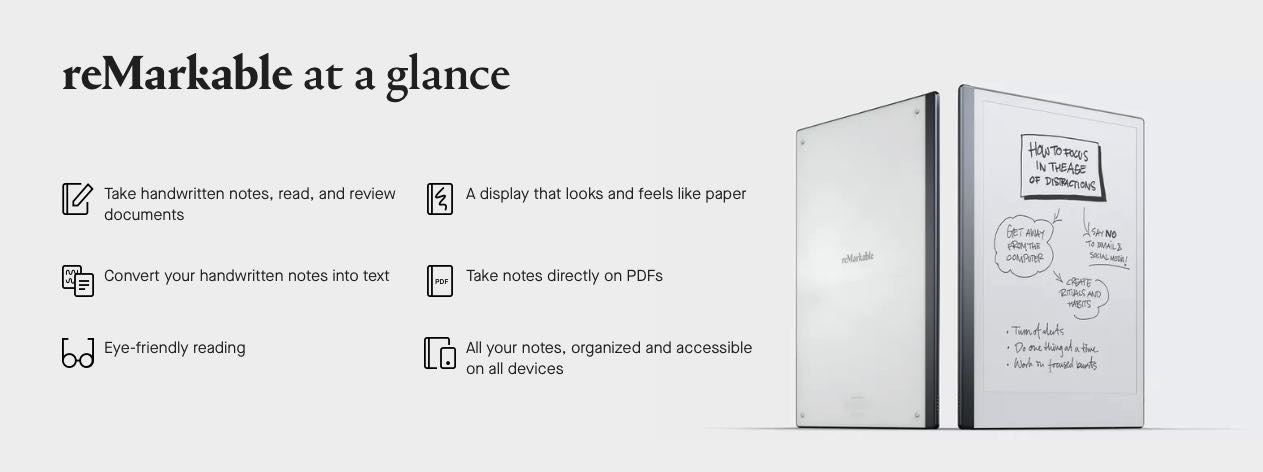 reMarkable at a glance
Take handwritten notes, read, and review
documents
A display that looks and feels like paper
Convert your handwritten notes into text
PDF
Take notes directly on PDFs
Eye-friendly reading
All your notes, organized and accessible
on all devices
reMarkable
HOW TO FOCUS
IN THE AGE
OF DISTRACTIONS
GET AWAY
FROM THE
COMPUTER
SAY NO
TO EMAIL &
SOCIAL MEDIA!
CREATE
RITUALS AND
HABITS
• Turn of alerts
• Do one thing at a time
• Work in focused bursts